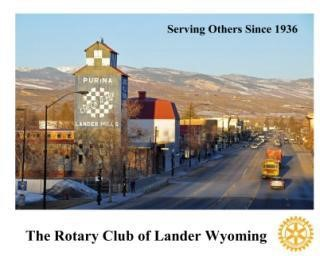 Serving Others Since 1936
PURINA
LANDER MILLS
The Rotary Club of Lander Wyoming